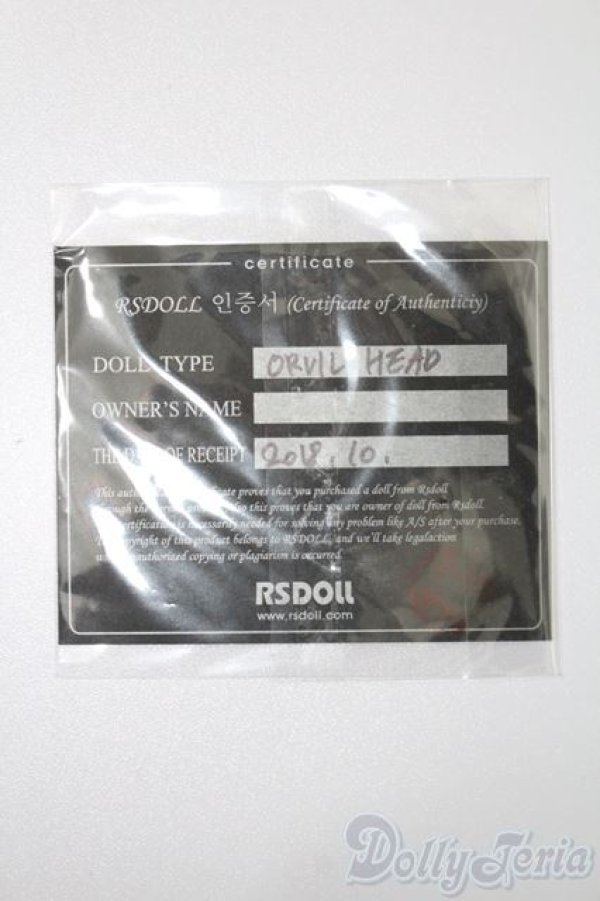 certificate
RSDOLL 인증서 (Certificate of Authenticiy)
DOLL TYPE ORVIL HEAD
OWNER'S NAME
THE OF RECEIPT 2018.10.
This proves that you purchased a doll from Rsdoll
this proves that you are owner of doll from Rsdoll.
certification is necessarily needed for solving any problem like A/S after your purchase.
copyright of this product belongs to RSDOLL, and we'll take legalaction
unauthorized copying or plagiarism is occurred
RSDOLL
www.rsdoll.com
DollyTeria